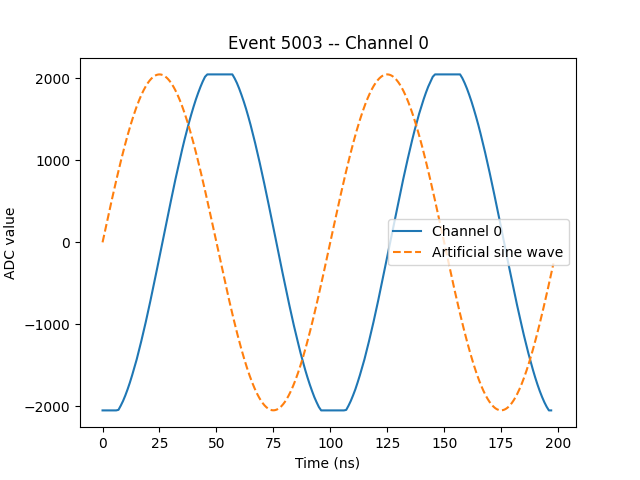 Event 5003 -- Channel 0
ADC value
2000
1000
0
−1000
−2000
Channel 0
Artificial sine wave
0 25 50 75 100 125 150 175 200
Time (ns)